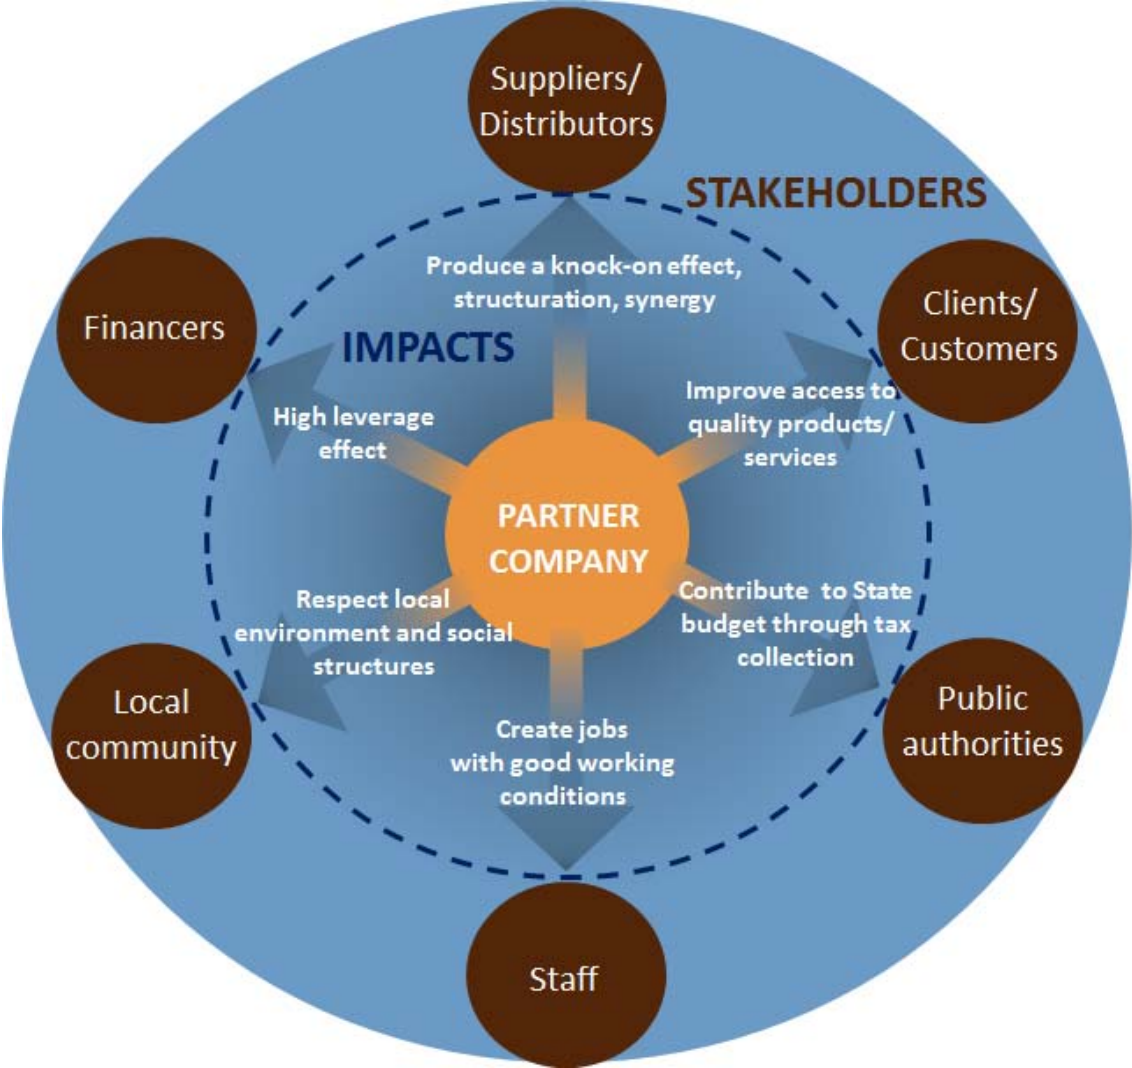 Suppliers/
Distributors
STAKEHOLDERS
Produce a knock-on effect,
structuration, synergy
Financers
Clients/
Customers
IMPACTS
High leverage
effect
Improve access to
quality products/
services
PARTNER
COMPANY
Respect local
environment and social
structures
Contribute to State
budget through tax
collection
Local
community
Public
authorities
Create jobs
with good working
conditions
Staff